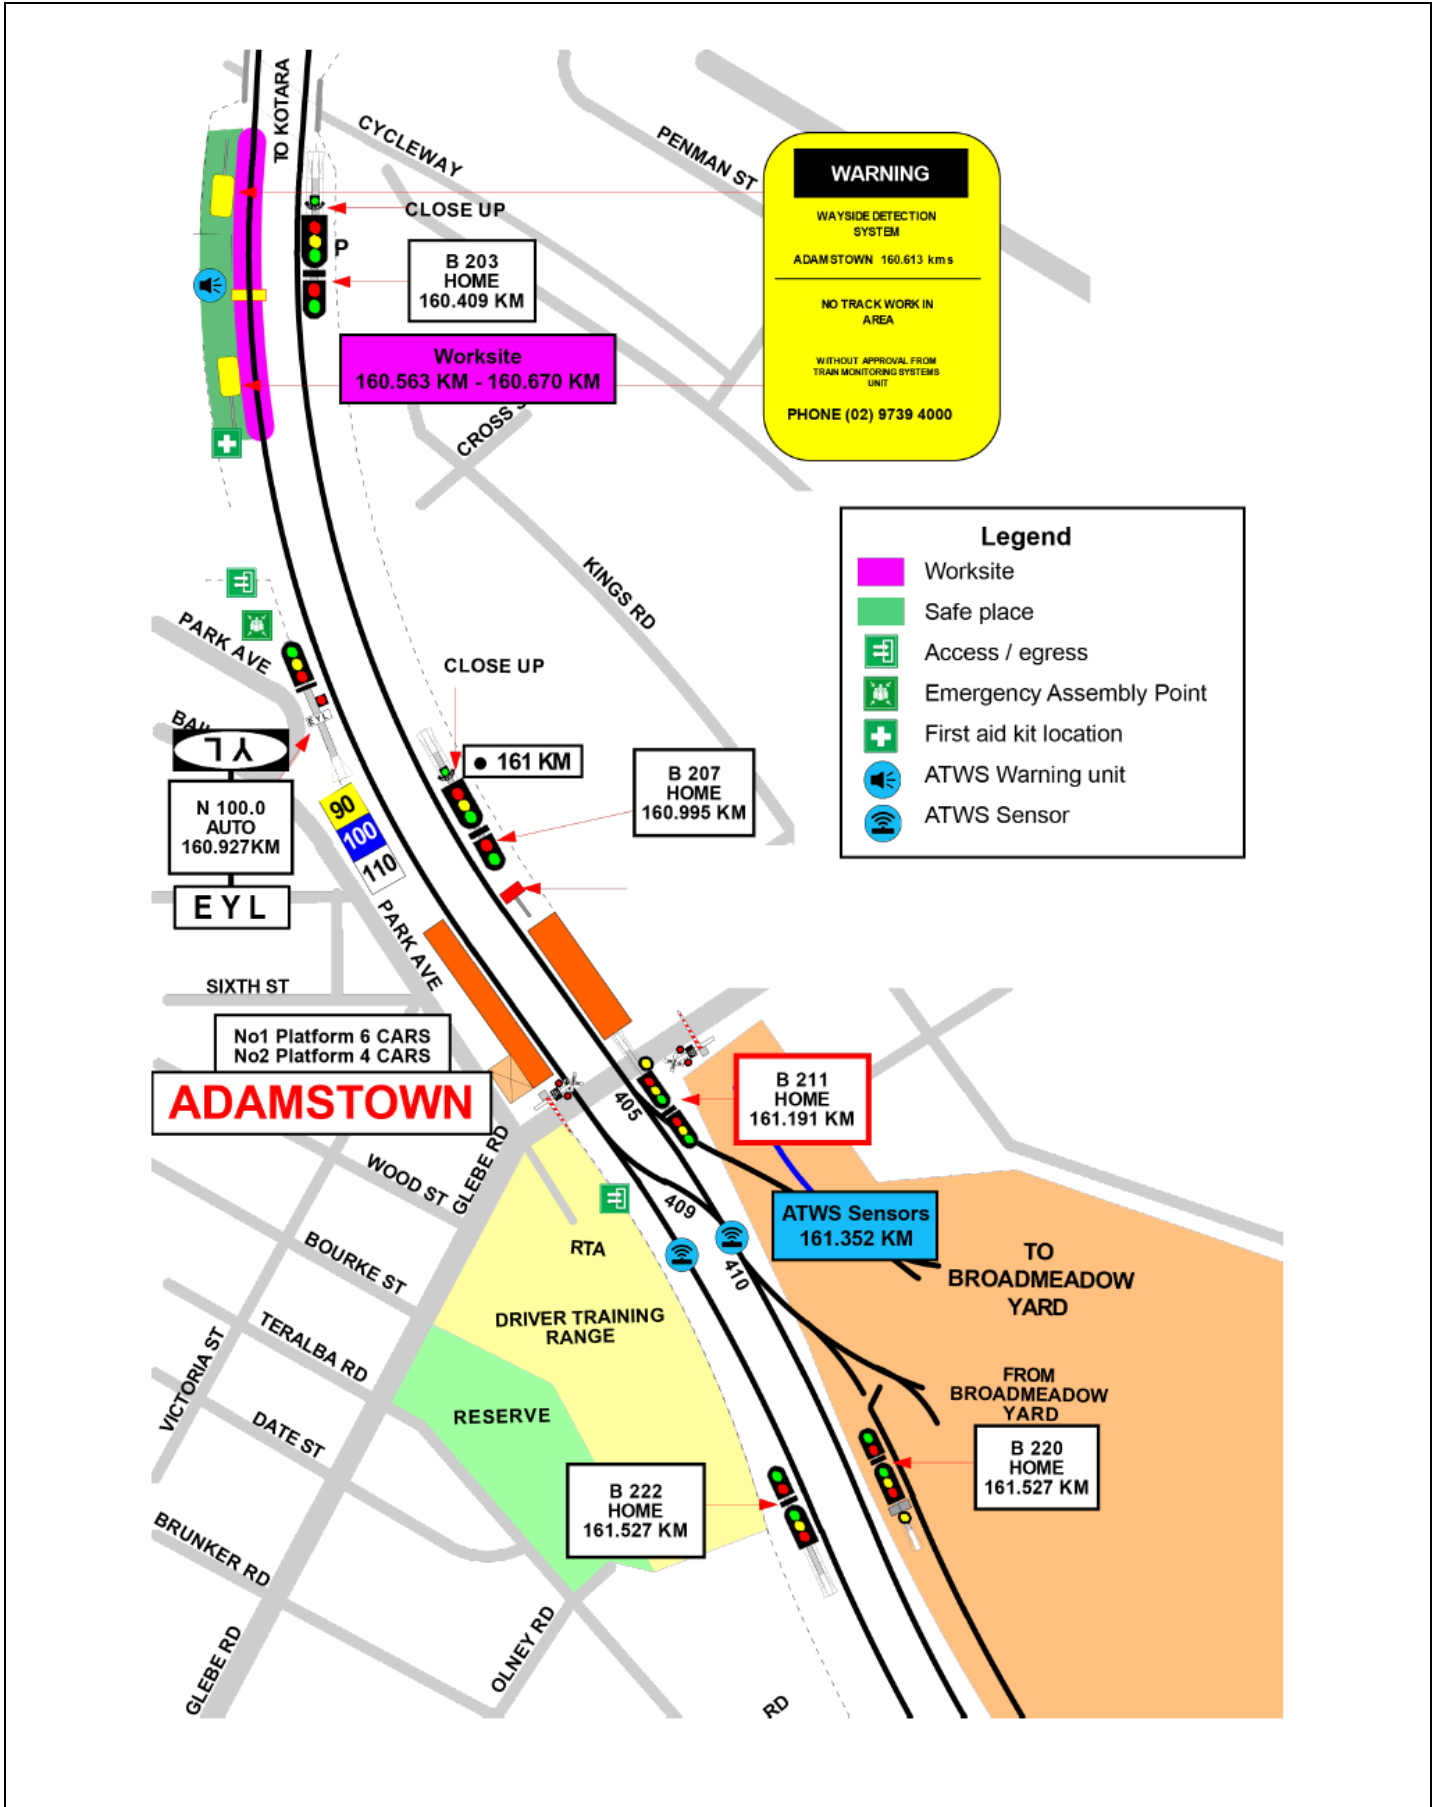 TO KOTARA
CYCLEWAY
PENMAN ST
CLOSE UP
P
B 203
HOME
160.409 KM
WARNING
WAYSIDE DETECTION
SYSTEM
ADAMSTOWN 160.613 kms
NO TRACK WORK IN
AREA
WITHOUT APPROVAL FROM
TRAIN MONITORING SYSTEMS
UNIT
PHONE (02) 9739 4000
Worksite
160.563 KM - 160.670 KM
CROSS
KINGS RD
Legend
Worksite
Safe place
Access / egress
Emergency Assembly Point
First aid kit location
ATWS Warning unit
ATWS Sensor
PARK AVE
CLOSE UP
EYL
YL
161 KM
B 207
HOME
160.995 KM
N 100.0
AUTO
160.927KM
EYL
90
100
110
PARK AVE
SIXTH ST
No1 Platform 6 CARS
No2 Platform 4 CARS
ADAMSTOWN
405
B 211
HOME
161.191 KM
WOOD ST
GLEBE RD
409
ATWS Sensors
161.352 KM
RTA
410
TO
BROADMEADOW
YARD
BOURKE ST
DRIVER TRAINING
RANGE
TERALBA RD
VICTORIA ST
FROM
BROADMEADOW
YARD
RESERVE
DATE ST
B 220
HOME
161.527 KM
B 222
HOME
161.527 KM
BRUNKER RD
OLNEY RD
GLEBE RD
RD